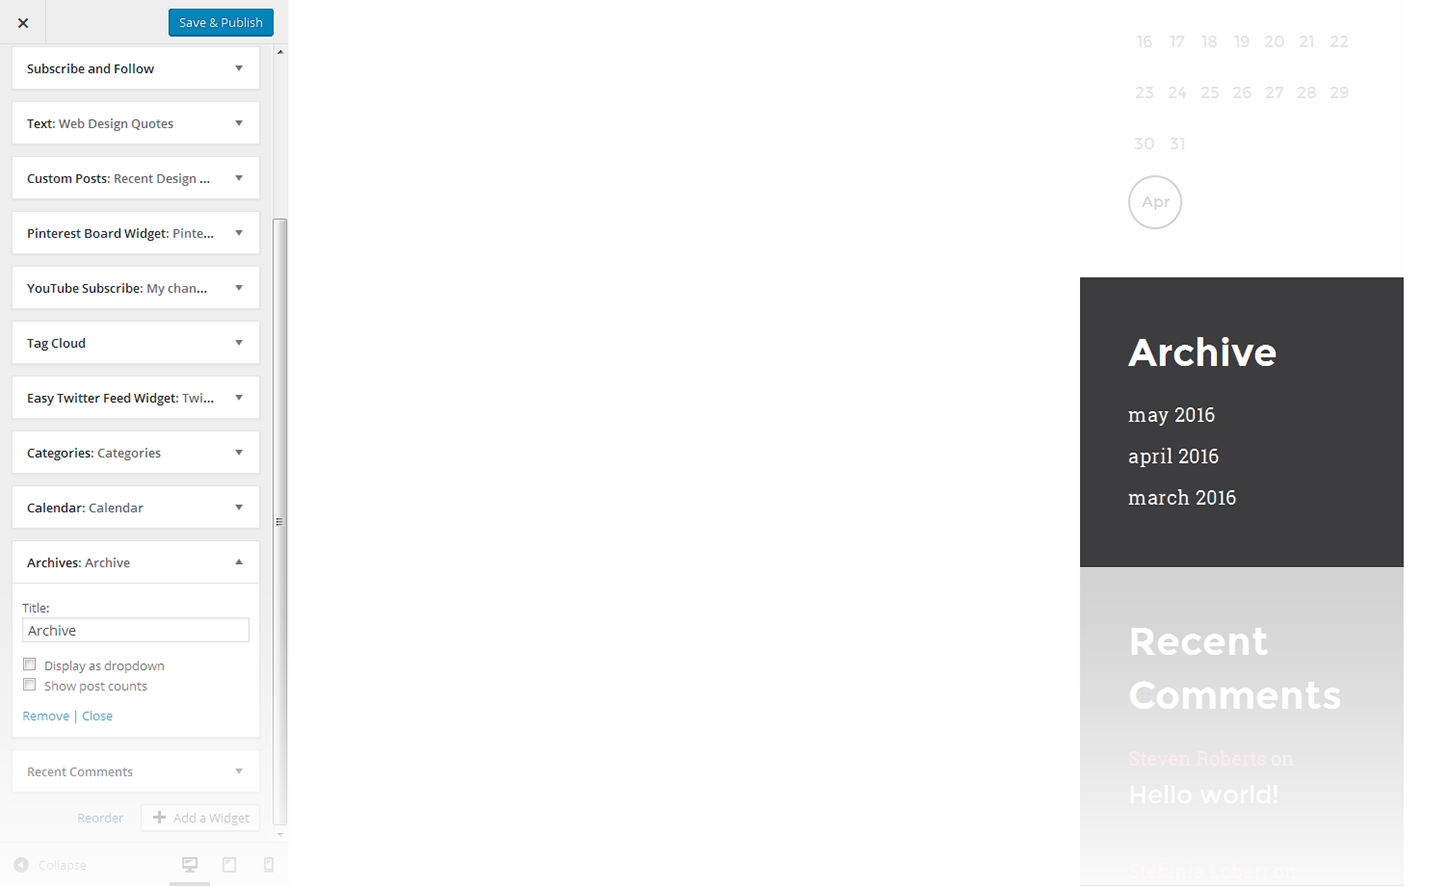 Save & Publish
Subscribe and Follow
Text: Web Design Quotes
Custom Posts: Recent Design ...
Pinterest Board Widget: Pinte...
YouTube Subscribe: My chan...
Tag Cloud
Easy Twitter Feed Widget: Twi...
Categories: Categories
Calendar: Calendar
Archives: Archive
Title:
Archive
Display as dropdown
Show post counts
Remove | Close
Recent Comments
Reorder
Add a Widget
Collapse
16 17 18 19 20 21 22
23 24 25 26 27 28 29
30 31
Apr
Archive
may 2016
april 2016
march 2016
Recent
Comments
Steven Roberts on
Hello world!
on